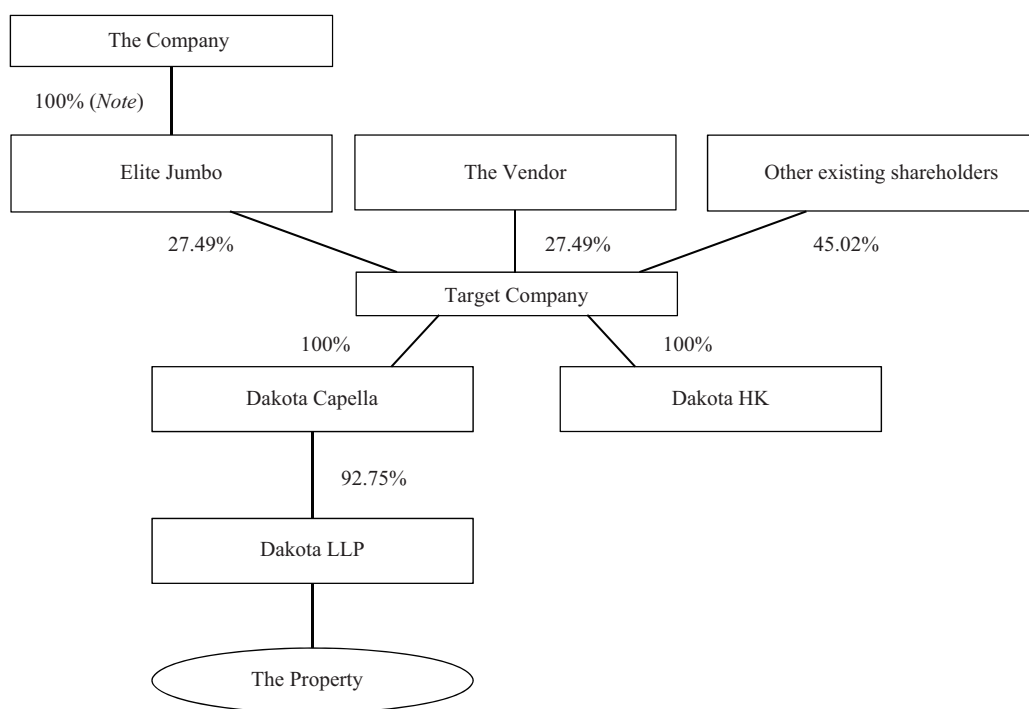 The Company
100% (Note)
Elite Jumbo
The Vendor
Other existing shareholders
27.49%
27.49%
45.02%
Target Company
100%
100%
Dakota Capella
Dakota HK
92.75%
Dakota LLP
The Property